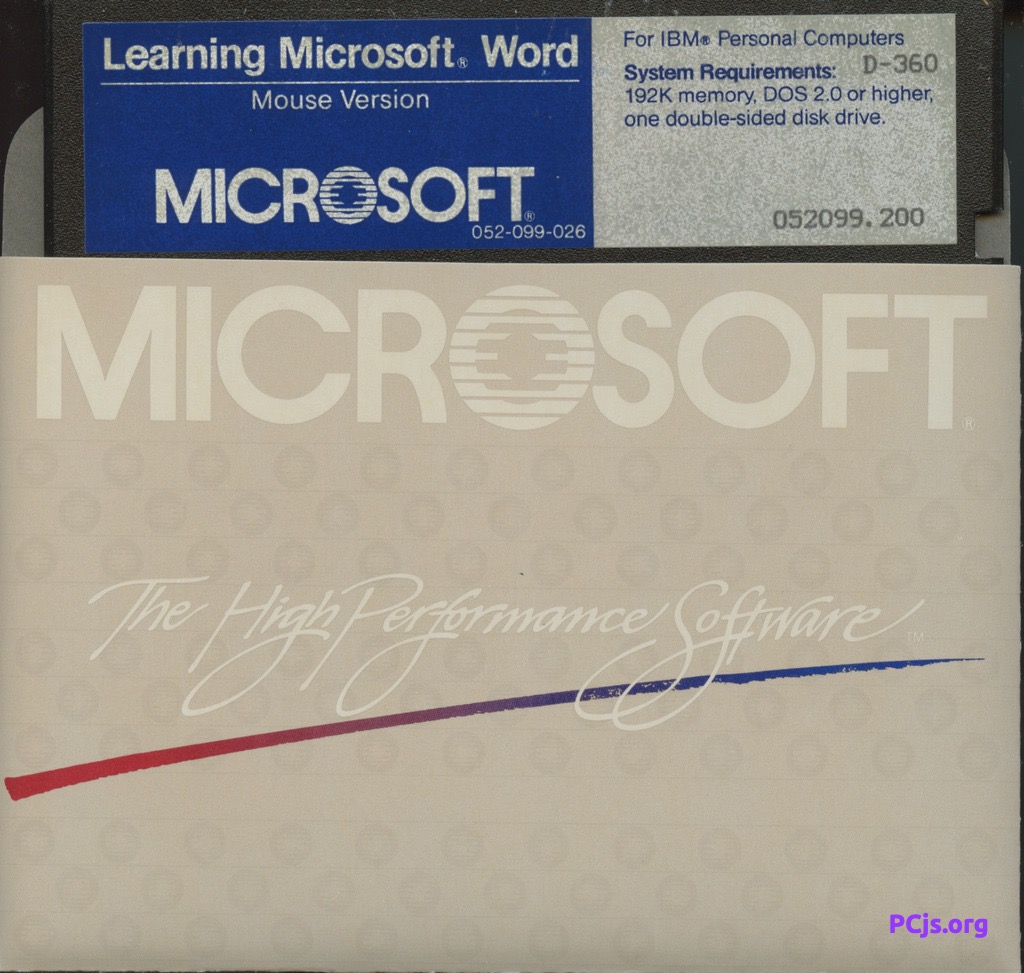 Learning Microsoft® Word
Mouse Version
MICROSOFT®
052-099-026
For IBM® Personal Computers
System Requirements: D-360
192K memory, DOS 2.0 or higher,
one double-sided disk drive.
052099.200
MICROSOFT®
The High Performance Software™
PCjs.org